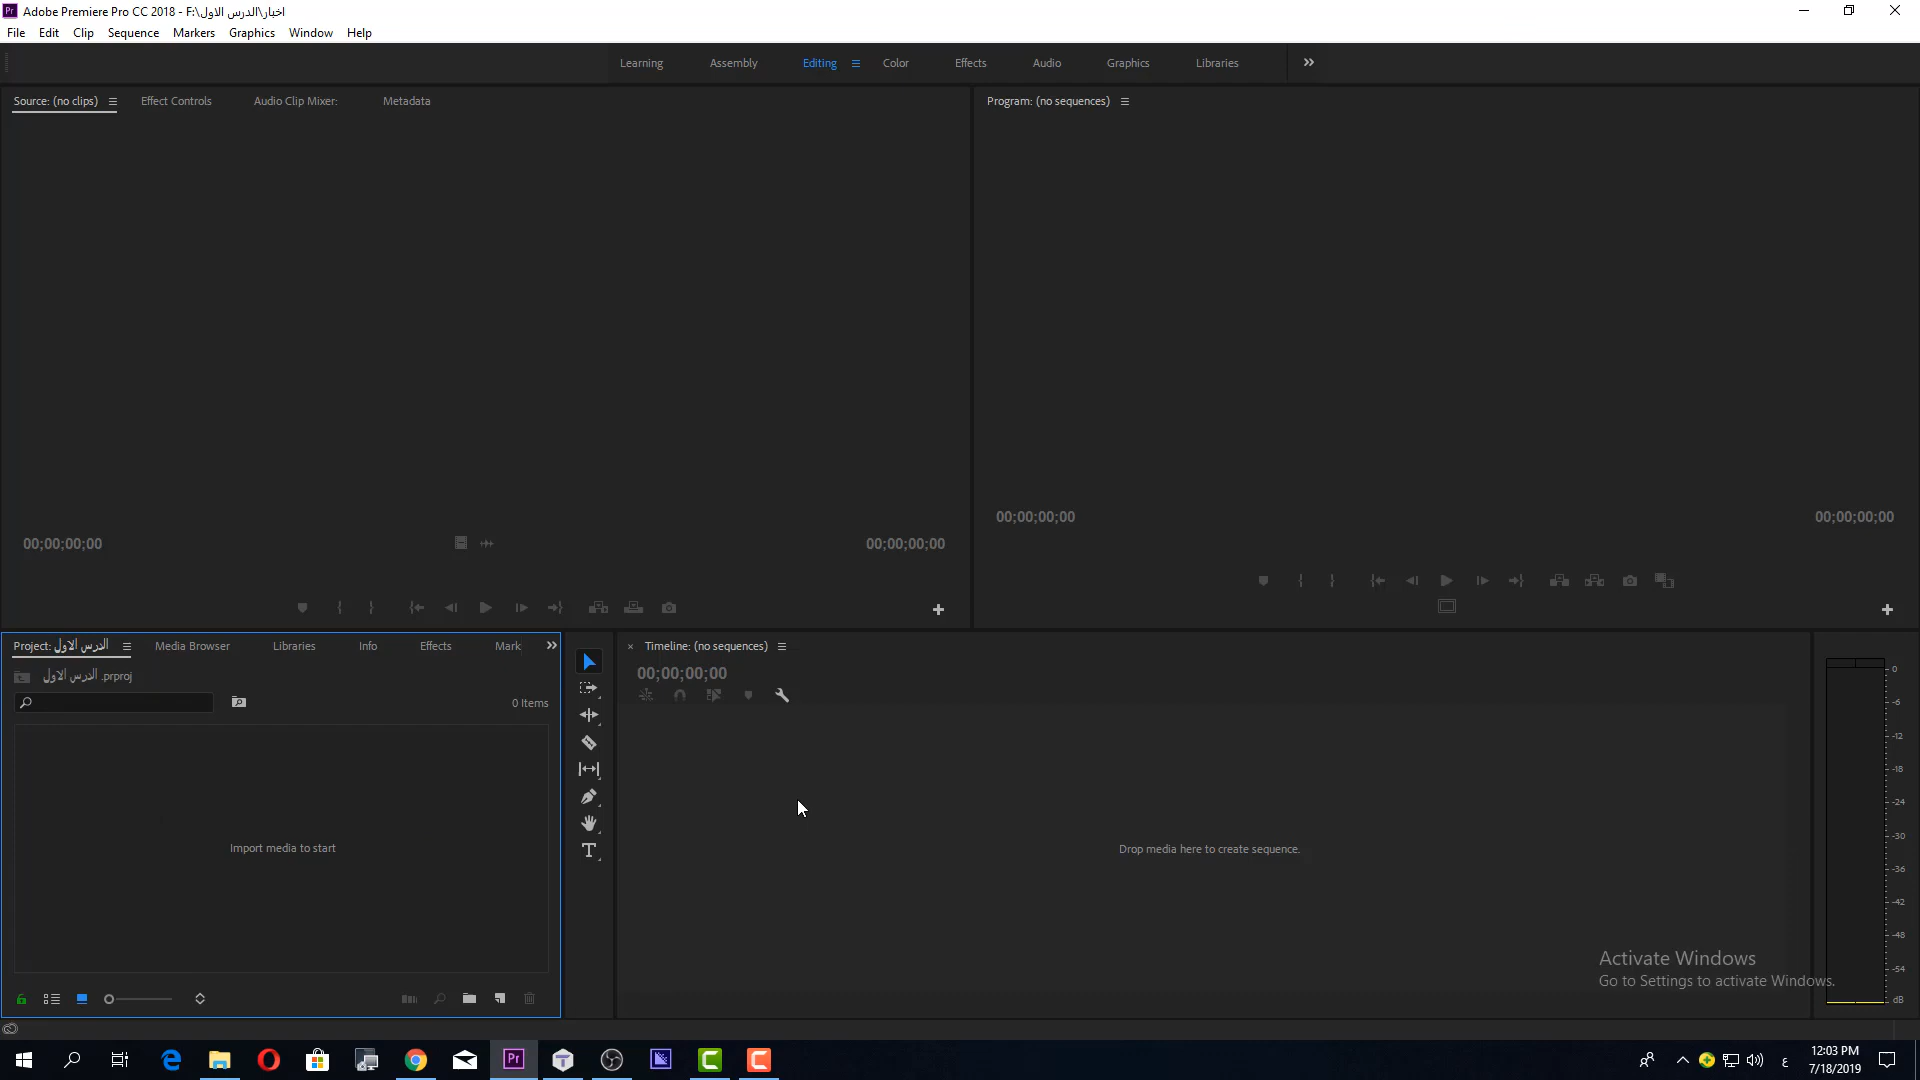 Adobe Premiere Pro CC 2018 - F:\اخبار\الدرس الاول
File Edit Clip Sequence Markers Graphics Window Help
Learning Assembly Editing Color Effects Audio Graphics Libraries
Source: (no clips) Effect Controls Audio Clip Mixer: Metadata
Program: (no sequences)
00;00;00;00 00;00;00;00
00;00;00;00 00;00;00;00
Project: الدرس الاول Media Browser Libraries Info Effects Mark
الدرس الاول .prproj
0 Items
Import media to start
Timeline: (no sequences)
00;00;00;00
Drop media here to create sequence.
0
-6
-12
-18
-24
-30
-36
-42
-48
-54
dB
Activate Windows
Go to Settings to activate Windows.
Pr
ع
12:03 PM
7/18/2019